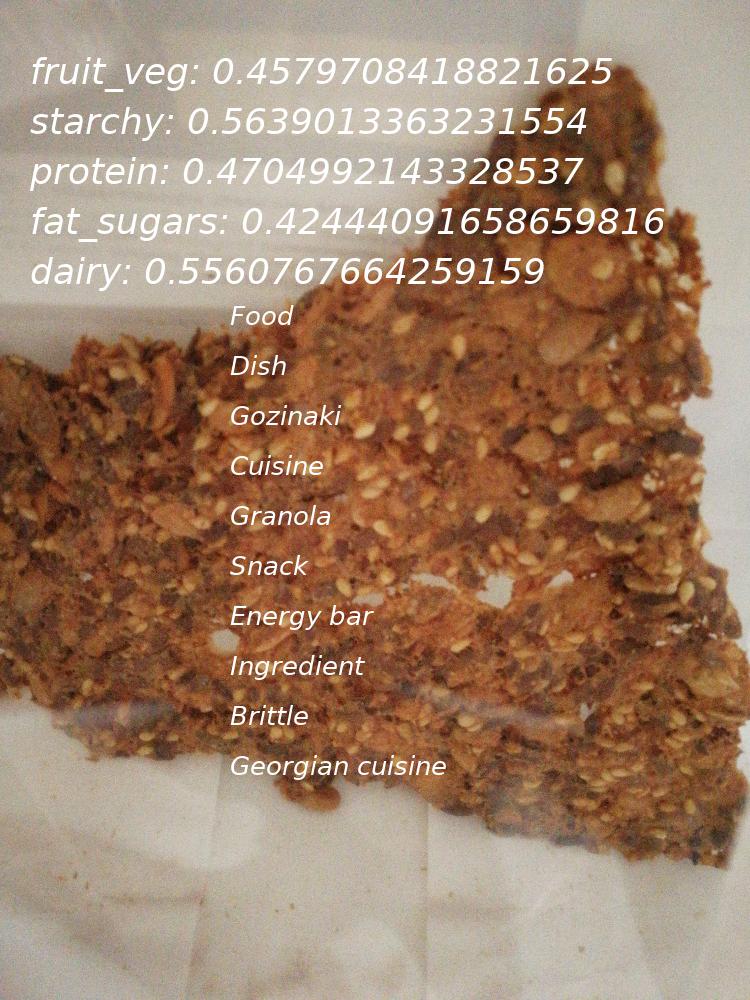 fruit_veg: 0.4579708418821625
starchy: 0.5639013363231554
protein: 0.4704992143328537
fat_sugars: 0.42444091658659816
dairy: 0.5560767664259159
Food
Dish
Gozinaki
Cuisine
Granola
Snack
Energy bar
Ingredient
Brittle
Georgian cuisine